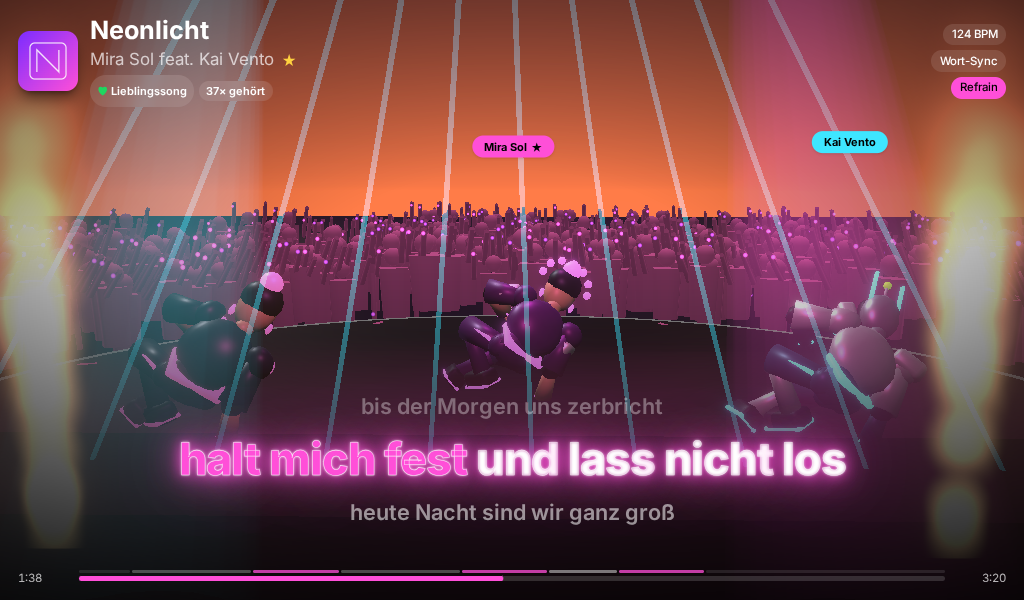 N
Neonlicht
Mira Sol feat. Kai Vento ★
Lieblingssong
37× gehört
124 BPM
Wort-Sync
Refrain
Mira Sol ★
Kai Vento
bis der Morgen uns zerbricht
halt mich fest und lass nicht los
heute Nacht sind wir ganz groß
1:38
3:20